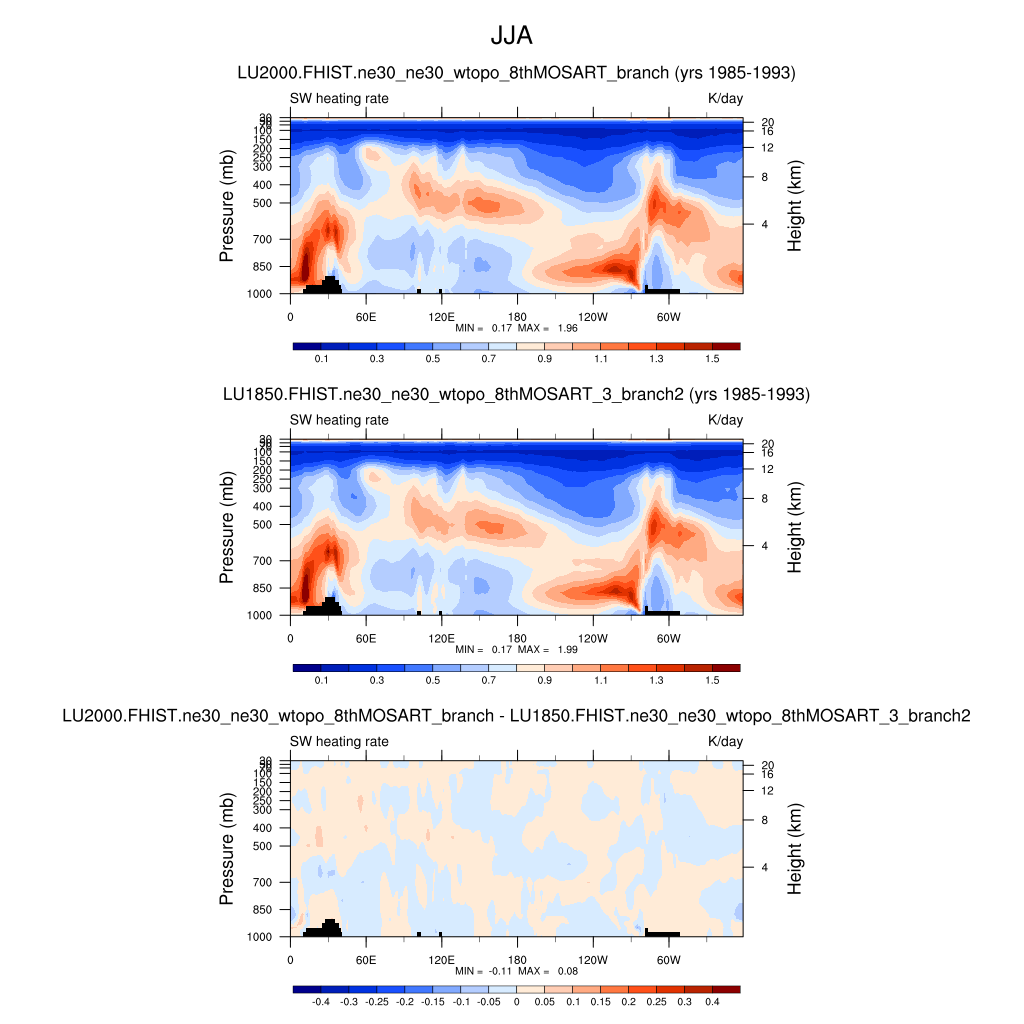 JJA
LU2000.FHIST.ne30_ne30_wtopo_8thMOSART_branch (yrs 1985-1993)
SW heating rate K/day
Pressure (mb)
30
100
150
200
250
300
400
500
700
850
1000
20
16
12
8
4
Height (km)
0 60E 120E 180 120W 60W
MIN = 0.17 MAX = 1.96
0.1 0.3 0.5 0.7 0.9 1.1 1.3 1.5
LU1850.FHIST.ne30_ne30_wtopo_8thMOSART_3_branch2 (yrs 1985-1993)
SW heating rate K/day
Pressure (mb)
30
100
150
200
250
300
400
500
700
850
1000
20
16
12
8
4
Height (km)
0 60E 120E 180 120W 60W
MIN = 0.17 MAX = 1.99
0.1 0.3 0.5 0.7 0.9 1.1 1.3 1.5
LU2000.FHIST.ne30_ne30_wtopo_8thMOSART_branch - LU1850.FHIST.ne30_ne30_wtopo_8thMOSART_3_branch2
SW heating rate K/day
Pressure (mb)
30
100
150
200
250
300
400
500
700
850
1000
20
16
12
8
4
Height (km)
0 60E 120E 180 120W 60W
MIN = -0.11 MAX = 0.08
-0.4 -0.3 -0.25 -0.2 -0.15 -0.1 -0.05 0 0.05 0.1 0.15 0.2 0.25 0.3 0.4